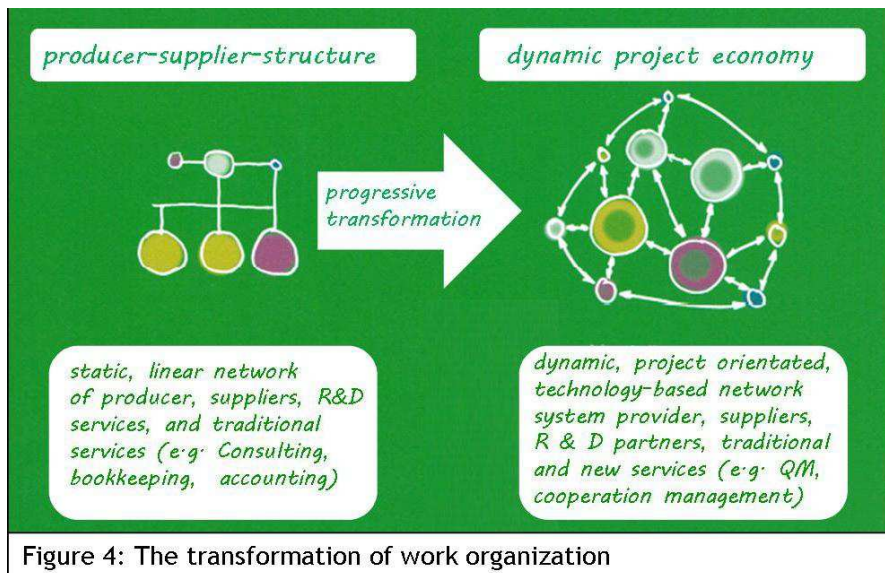 producer-supplier-structure
dynamic project economy
progressive
transformation
static, linear network
of producer, suppliers, R&D
services, and traditional
services (e.g. Consulting,
bookkeeping, accounting)
dynamic, project orientated,
technology-based network
system provider, suppliers,
R & D partners, traditional
and new services (e.g. QM,
cooperation management)
Figure 4: The transformation of work organization